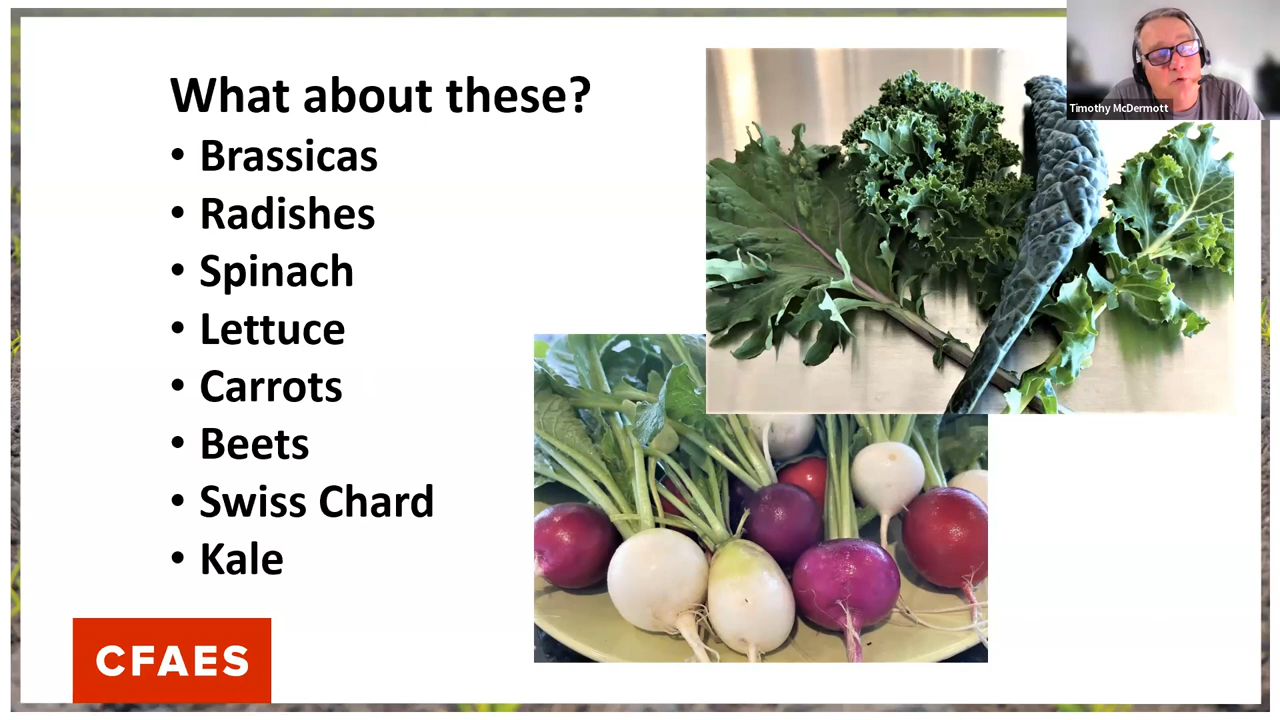 What about these?
• Brassicas
• Radishes
• Spinach
• Lettuce
• Carrots
• Beets
• Swiss Chard
• Kale
CFAES
Timothy McDermott